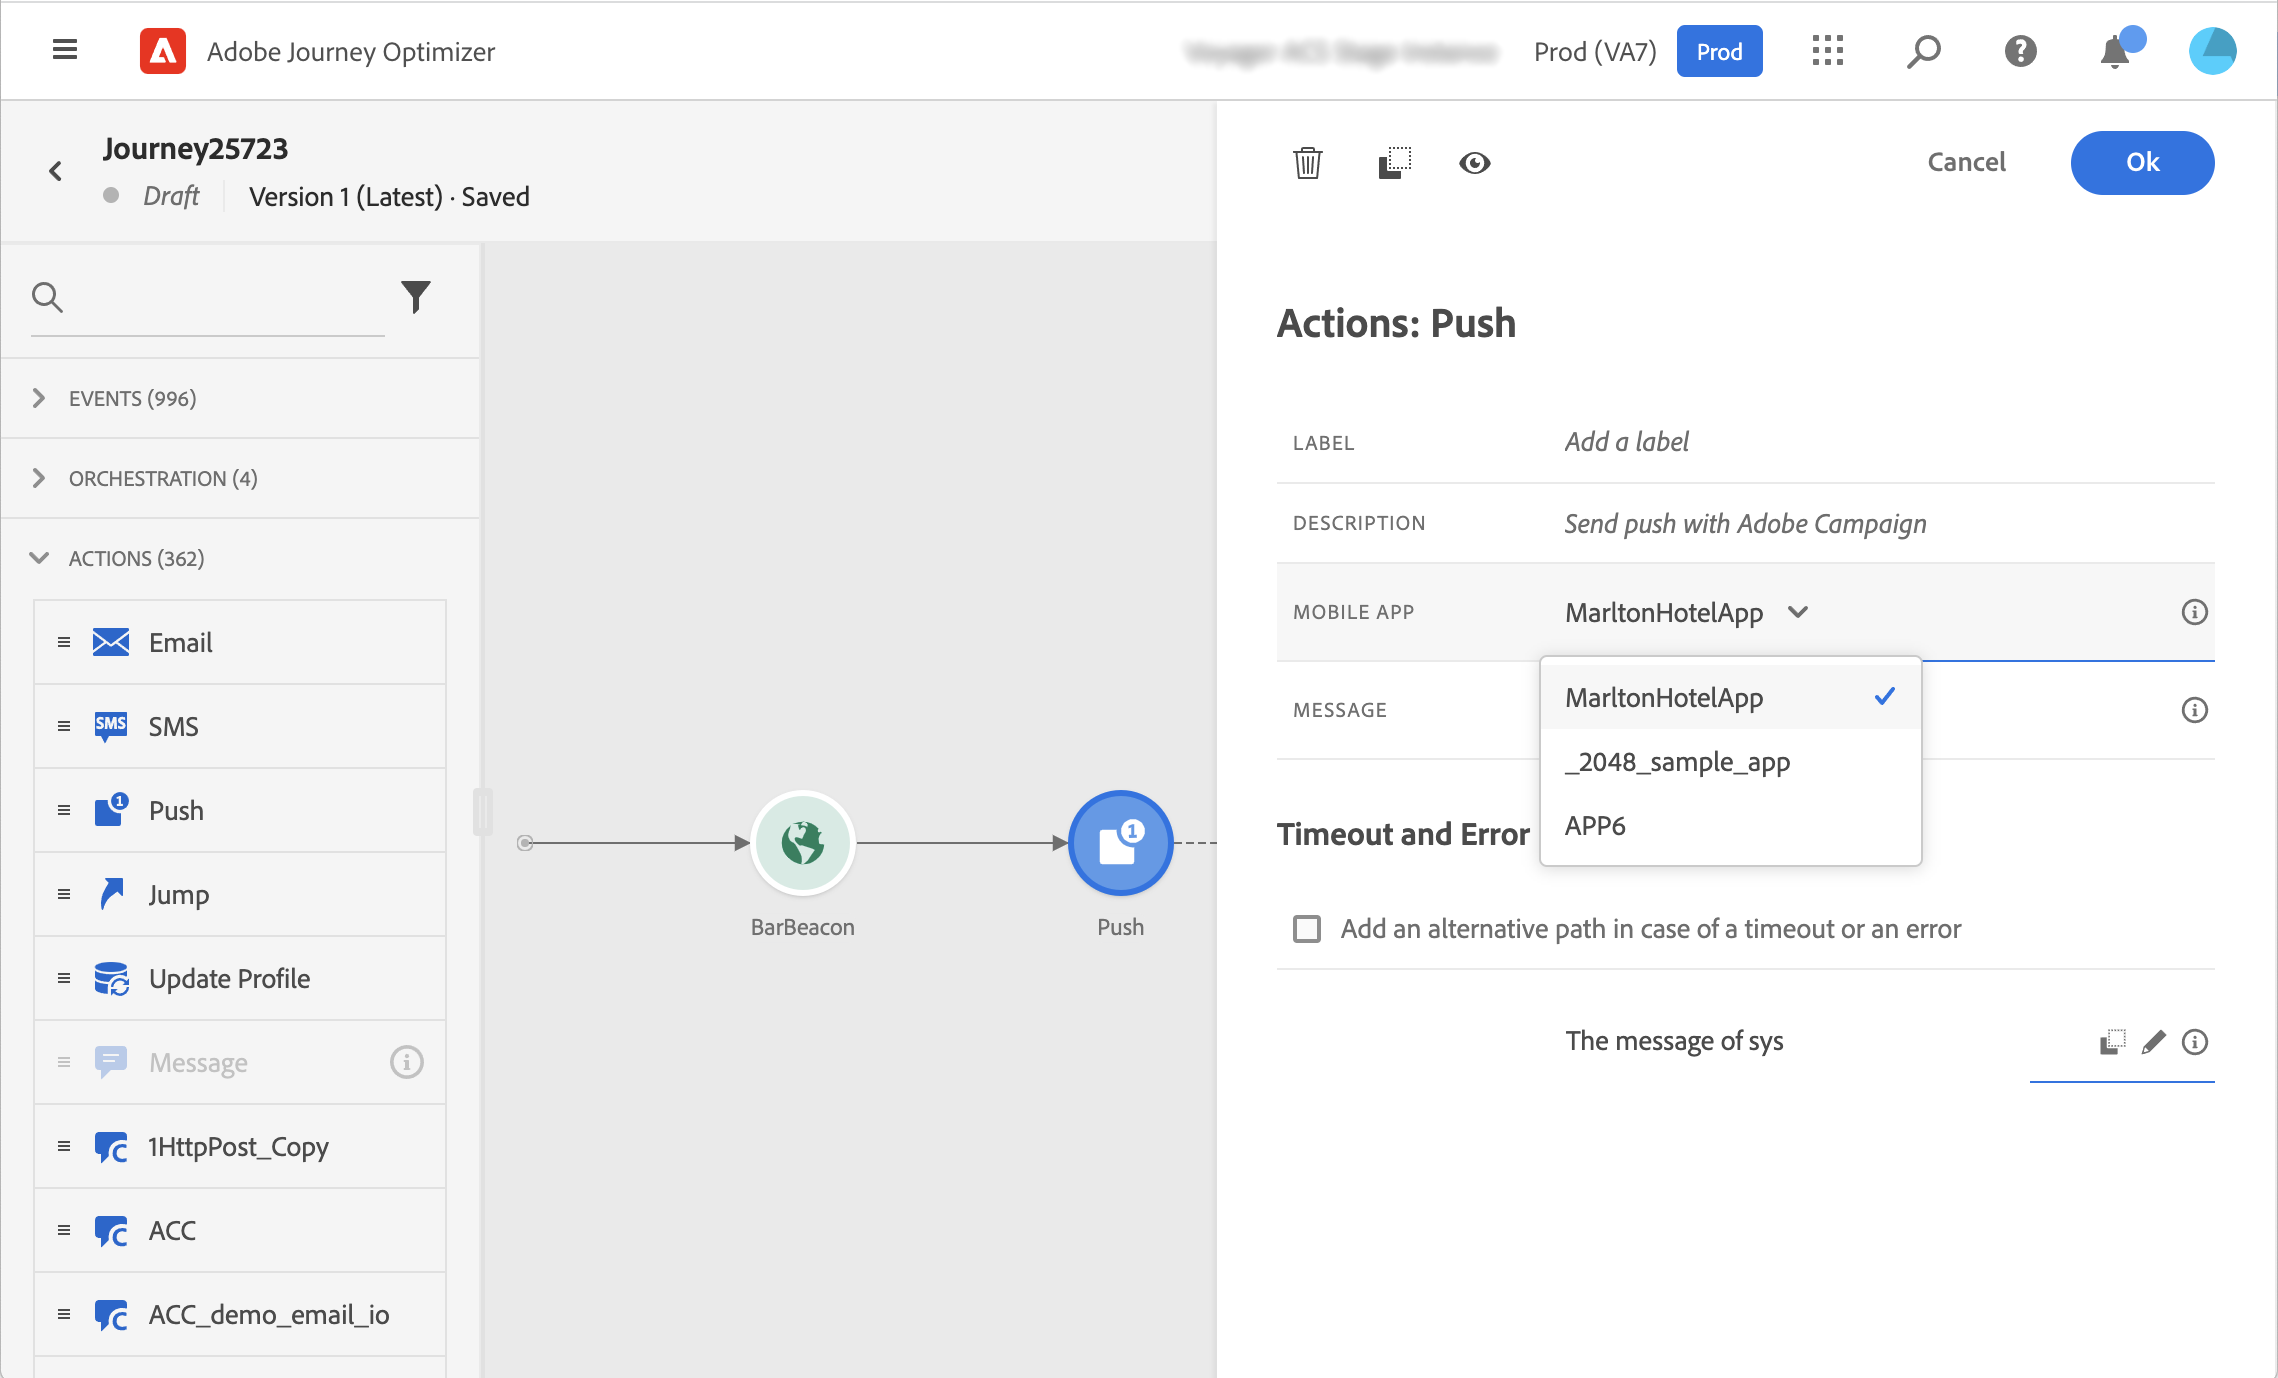 Adobe Journey Optimizer
Prod (VA7)
Prod
Journey25723
Draft
Version 1 (Latest) · Saved
EVENTS (996)
ORCHESTRATION (4)
ACTIONS (362)
Email
SMS
SMS
1
Push
Jump
Update Profile
Message
1HttpPost_Copy
ACC
ACC_demo_email_io
BarBeacon
1
Push
Cancel
Ok
Actions: Push
LABEL
Add a label
DESCRIPTION
Send push with Adobe Campaign
MOBILE APP
MarltonHotelApp
MarltonHotelApp
_2048_sample_app
APP6
MESSAGE
Timeout and Error
Add an alternative path in case of a timeout or an error
The message of sys